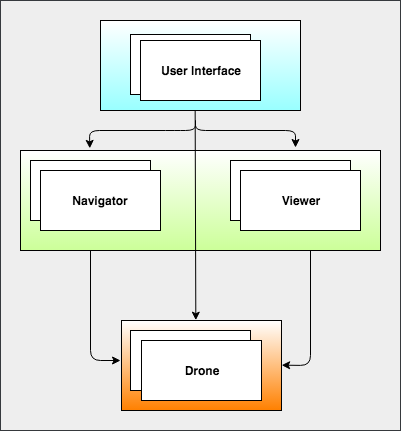 User Interface
Navigator
Viewer
Drone